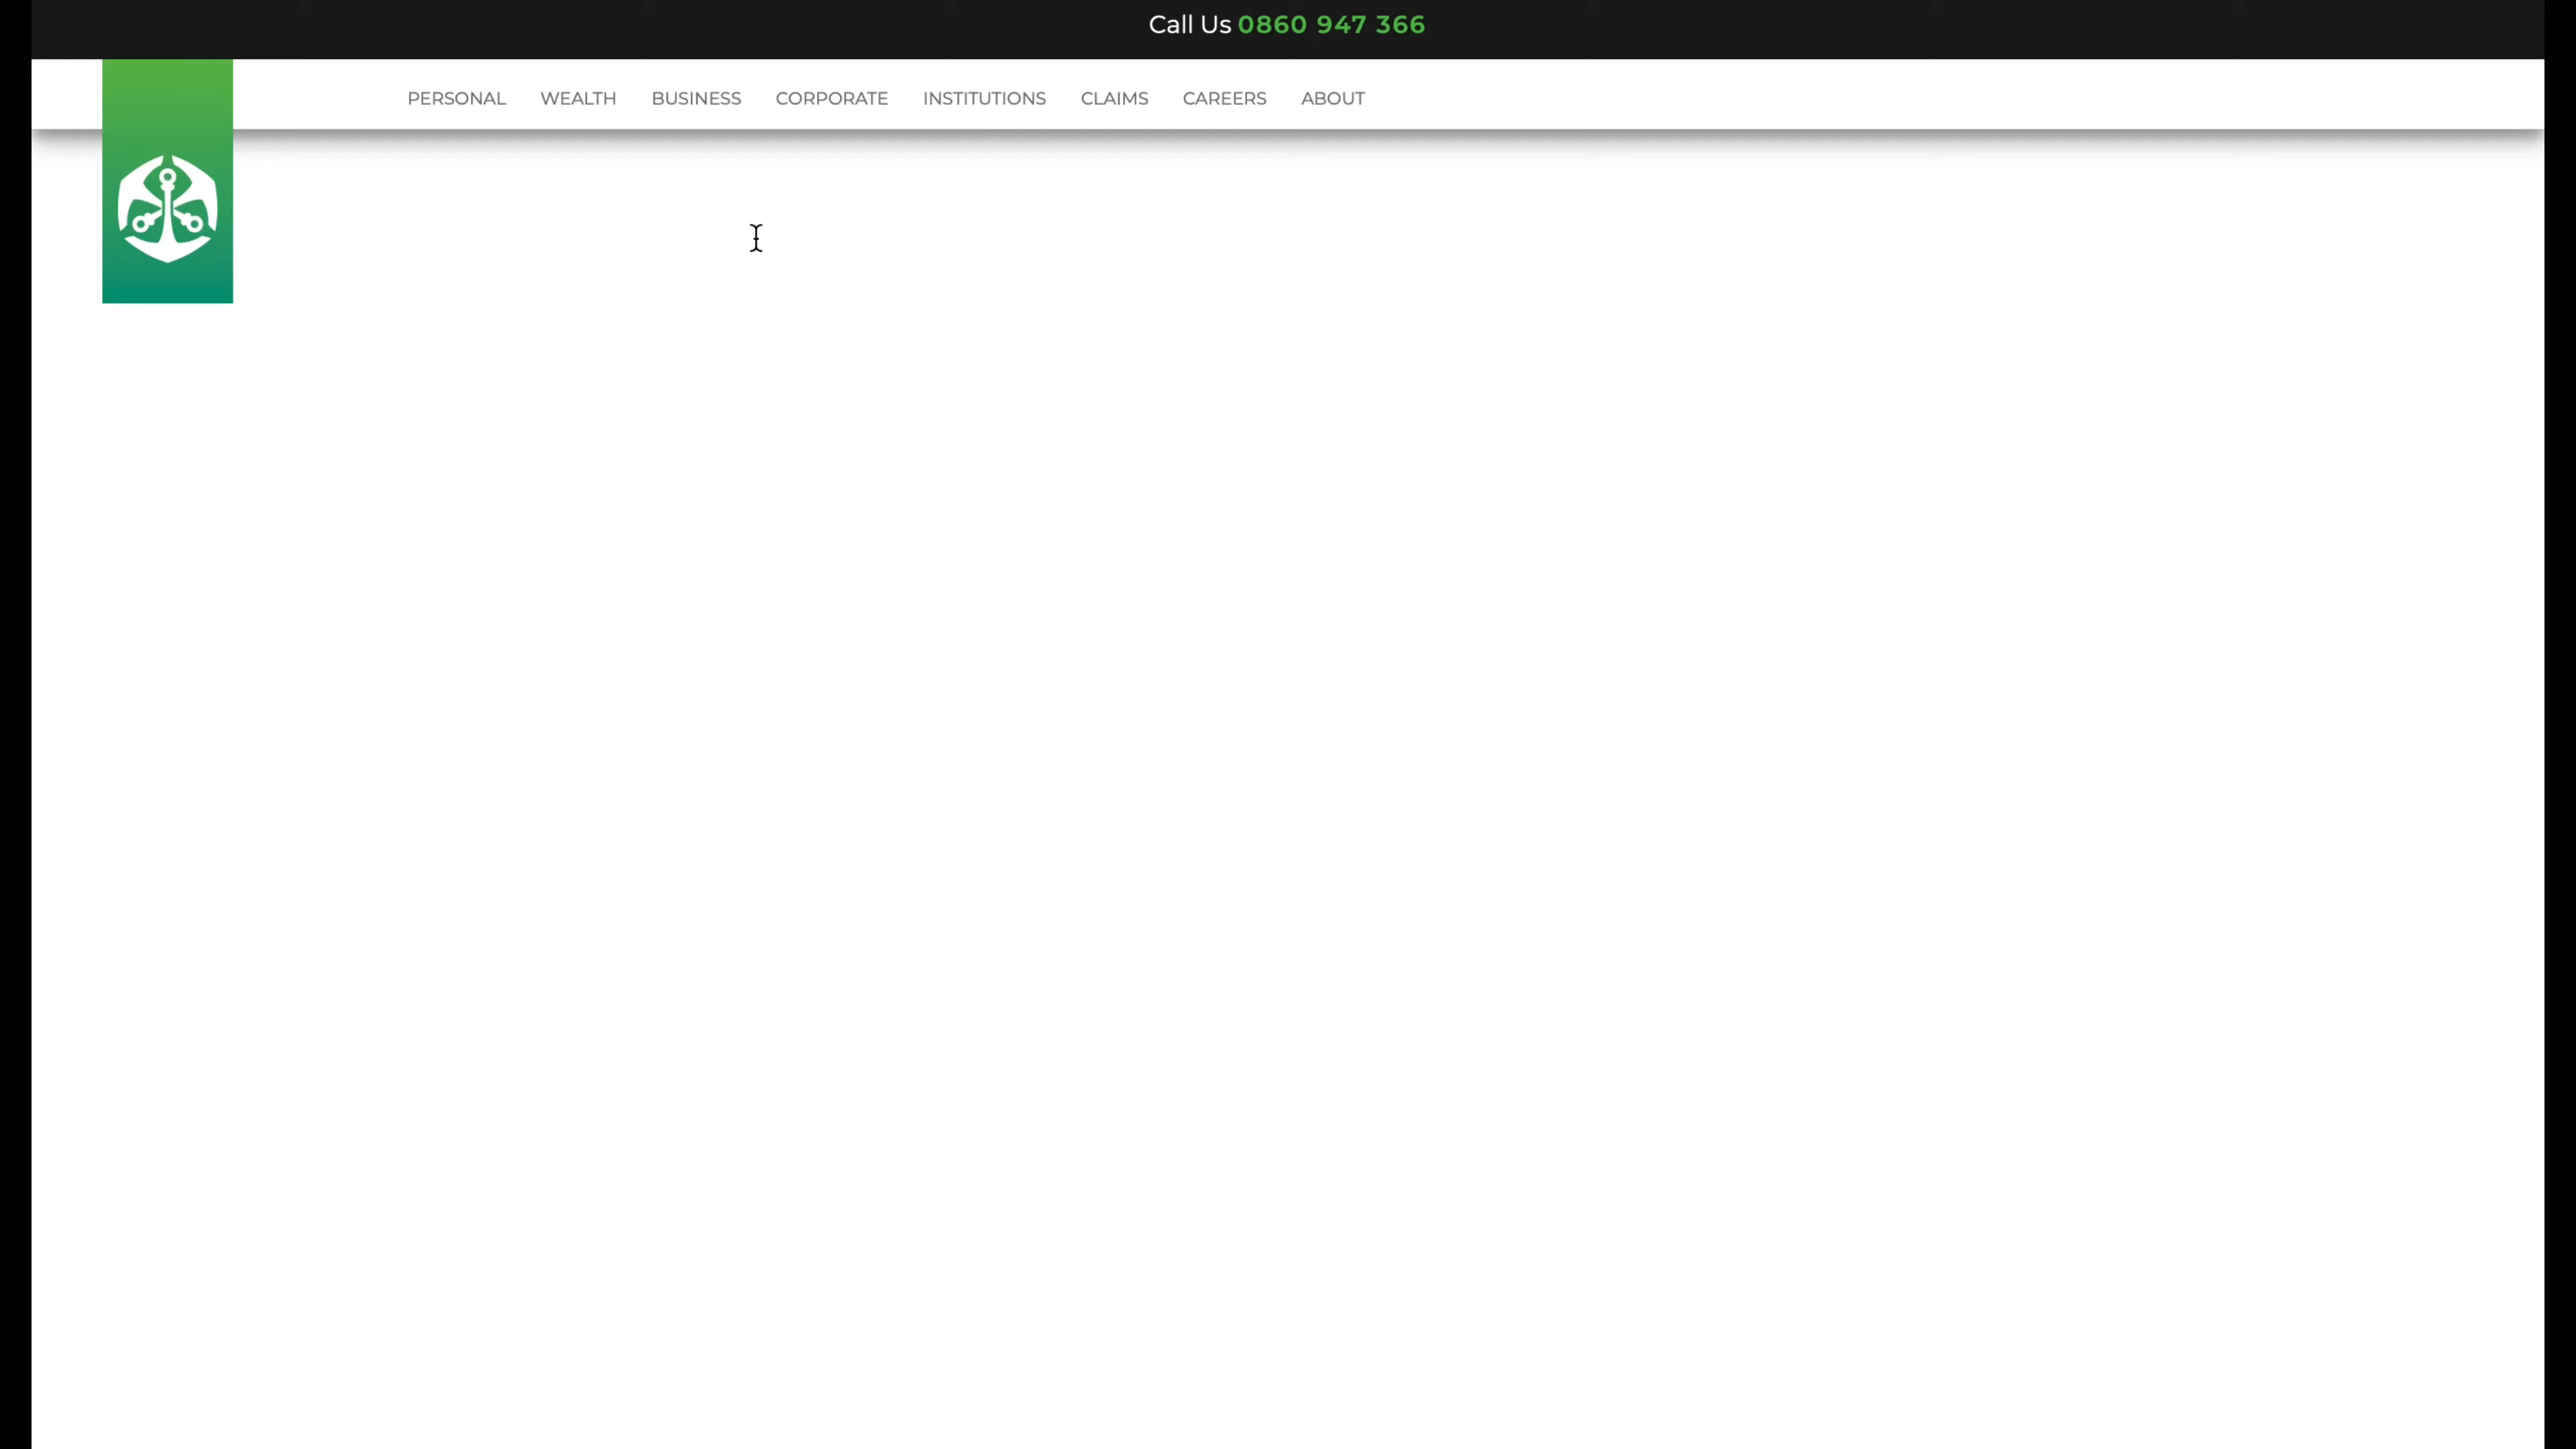 Call Us 0860 947 366
PERSONAL WEALTH BUSINESS CORPORATE INSTITUTIONS CLAIMS CAREERS ABOUT